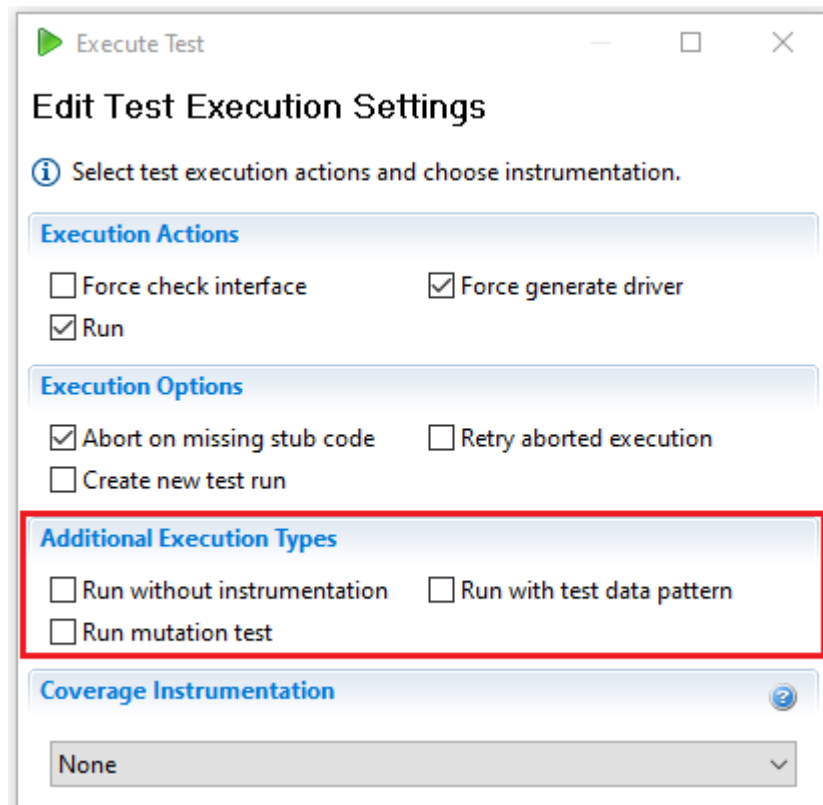 Execute Test
Edit Test Execution Settings
Select test execution actions and choose instrumentation.
Execution Actions
Force check interface Force generate driver
Run
Execution Options
Abort on missing stub code Retry aborted execution
Create new test run
Additional Execution Types
Run without instrumentation Run with test data pattern
Run mutation test
Coverage Instrumentation
None